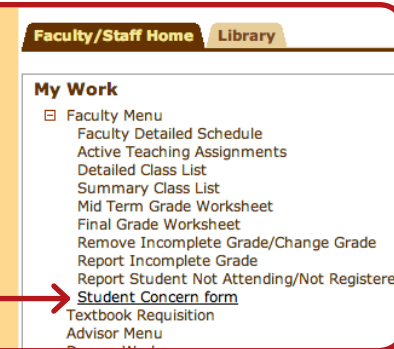 Faculty/Staff Home Library
My Work
Faculty Menu
Faculty Detailed Schedule
Active Teaching Assignments
Detailed Class List
Summary Class List
Mid Term Grade Worksheet
Final Grade Worksheet
Remove Incomplete Grade/Change Grade
Report Incomplete Grade
Report Student Not Attending/Not Registere
Student Concern form
Textbook Requisition
Advisor Menu